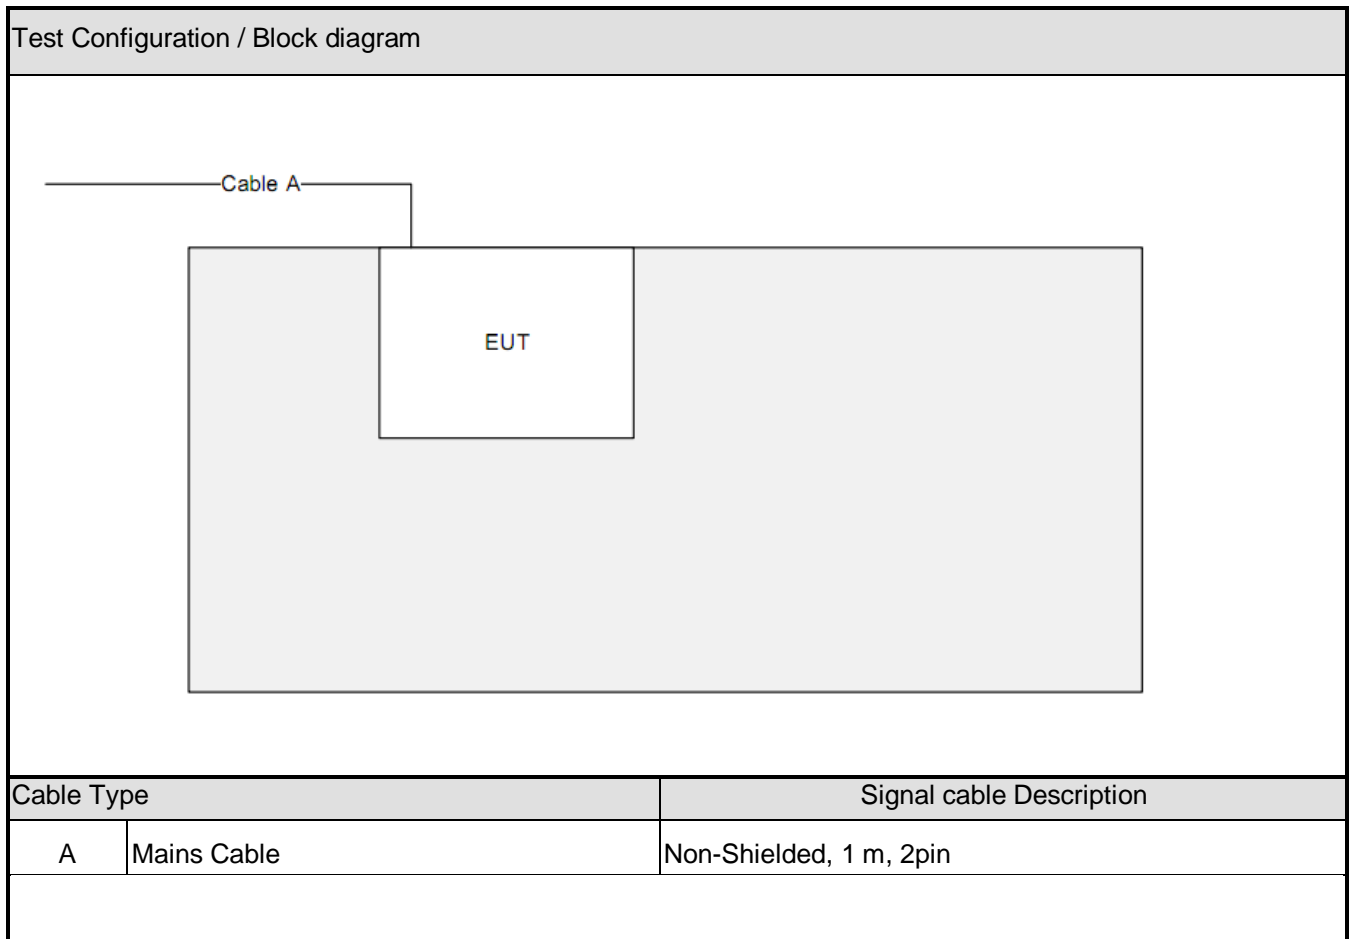 Test Configuration / Block diagram
Cable A
EUT
Cable Type Signal cable Description
A Mains Cable Non-Shielded, 1 m, 2pin